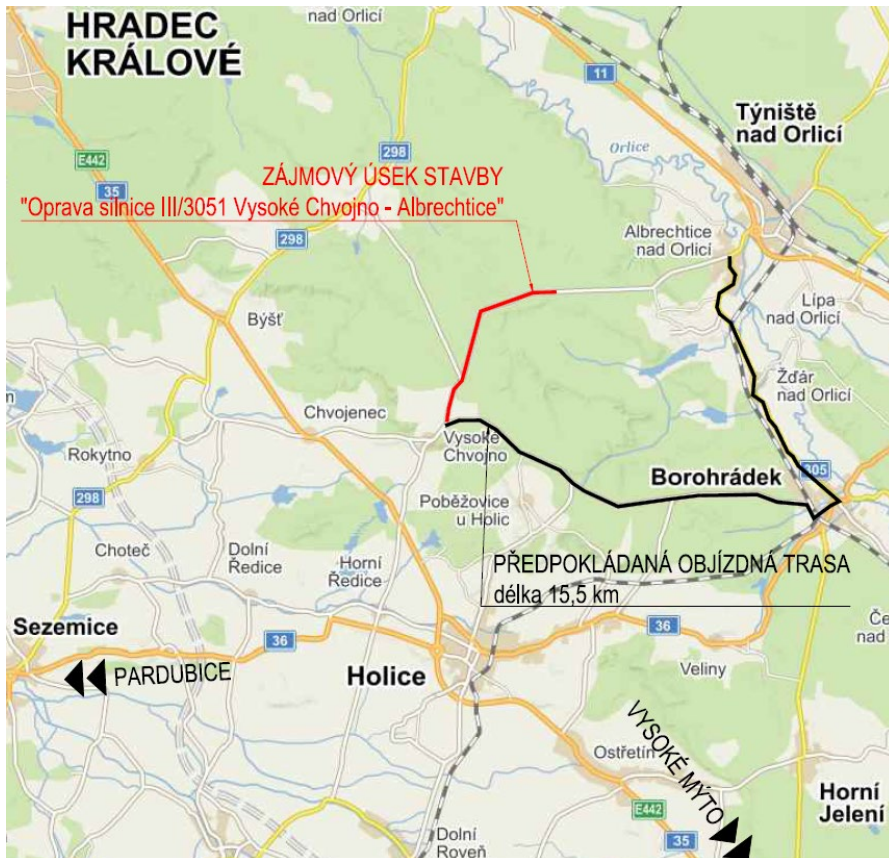 HRADEC
KRÁLOVÉ
nad Orlicí
11
Týniště
nad Orlicí
Orlice
298
E442
35
ZÁJMOVÝ ÚSEK STAVBY
"Oprava silnice III/3051 Vysoké Chvojno - Albrechtice"
298
Albrechtice
nad Orlicí
Býšť
Lípa
nad Orlicí
Žďár
nad Orlicí
Chvojenec
Vysoké
Chvojno
Rokytno
298
305
Borohrádek
Poběžovice
u Holic
Choteč
Dolní
Ředice
Horní
Ředice
PŘEDPOKLÁDANÁ OBJÍZDNÁ TRASA
délka 15,5 km
Sezemice
36
36
nad
PARDUBICE
Holice
Veliny
VYSOKÉ MÝTO
Ostřetín
E442
35
Horní
Jelení
Dolní
Roveň